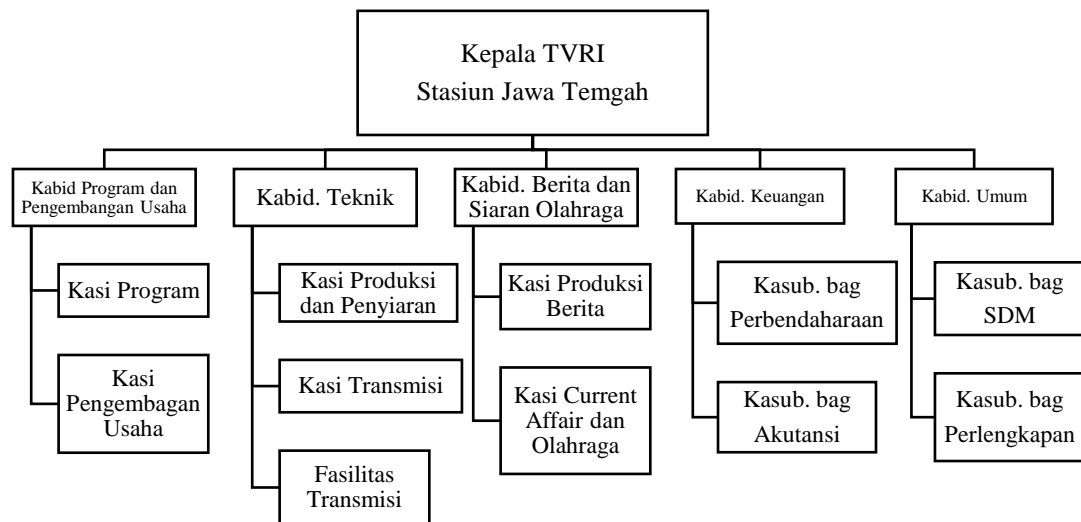 Kepala TVRI
Stasiun Jawa Temgah
Kabid Program dan
Pengembangan Usaha
Kabid. Teknik
Kabid. Berita dan
Siaran Olahraga
Kabid. Keuangan
Kabid. Umum
Kasi Program
Kasi
Pengembagan
Usaha
Kasi Produksi
dan Penyiaran
Kasi Transmisi
Fasilitas
Transmisi
Kasi Produksi
Berita
Kasi Current
Affair dan
Olahraga
Kasub. bag
Perbendaharaan
Kasub. bag
Akutansi
Kasub. bag
SDM
Kasub. bag
Perlengkapan